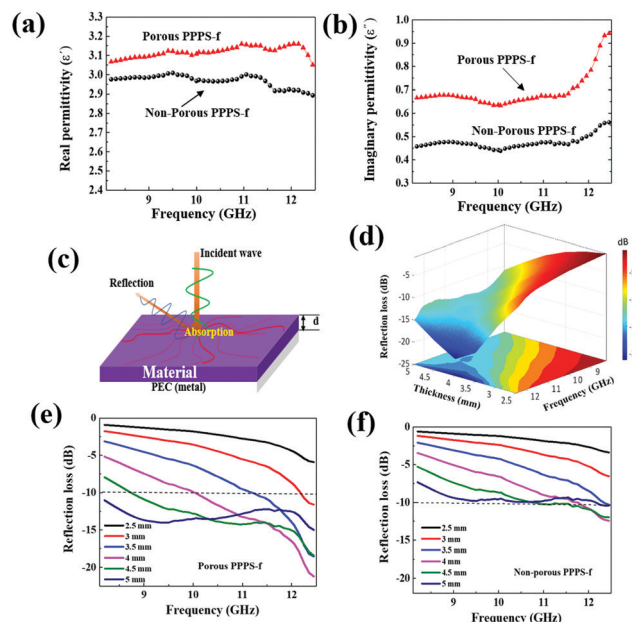 (a)
Real permittivity (ε′)
3.4
3.3
3.2
3.1
3.0
2.9
2.8
2.7
2.6
2.5
2.4
Porous PPPS-f
Non-Porous PPPS-f
9 10 11 12
Frequency (GHz)
(b)
Imaginary permittivity (ε″)
1.0
0.9
0.8
0.7
0.6
0.5
0.4
0.3
Porous PPPS-f
Non-Porous PPPS-f
9 10 11 12
Frequency (GHz)
(c)
Incident wave
Reflection
Absorption
d
Material
PEC (metal)
(d)
dB
Reflection loss (dB)
-5
-10
-15
-20
-25
5 4.5 4 3.5 3 2.5
Thickness (mm)
12 11 10 9
Frequency (GHz)
(e)
Reflection loss (dB)
0
-5
-10
-15
-20
2.5 mm
3 mm
3.5 mm
4 mm
4.5 mm
5 mm
Porous PPPS-f
9 10 11 12
Frequency (GHz)
(f)
Reflection loss (dB)
0
-5
-10
-15
-20
2.5 mm
3 mm
3.5 mm
4 mm
4.5 mm
5 mm
Non-porous PPPS-f
9 10 11 12
Frequency (GHz)